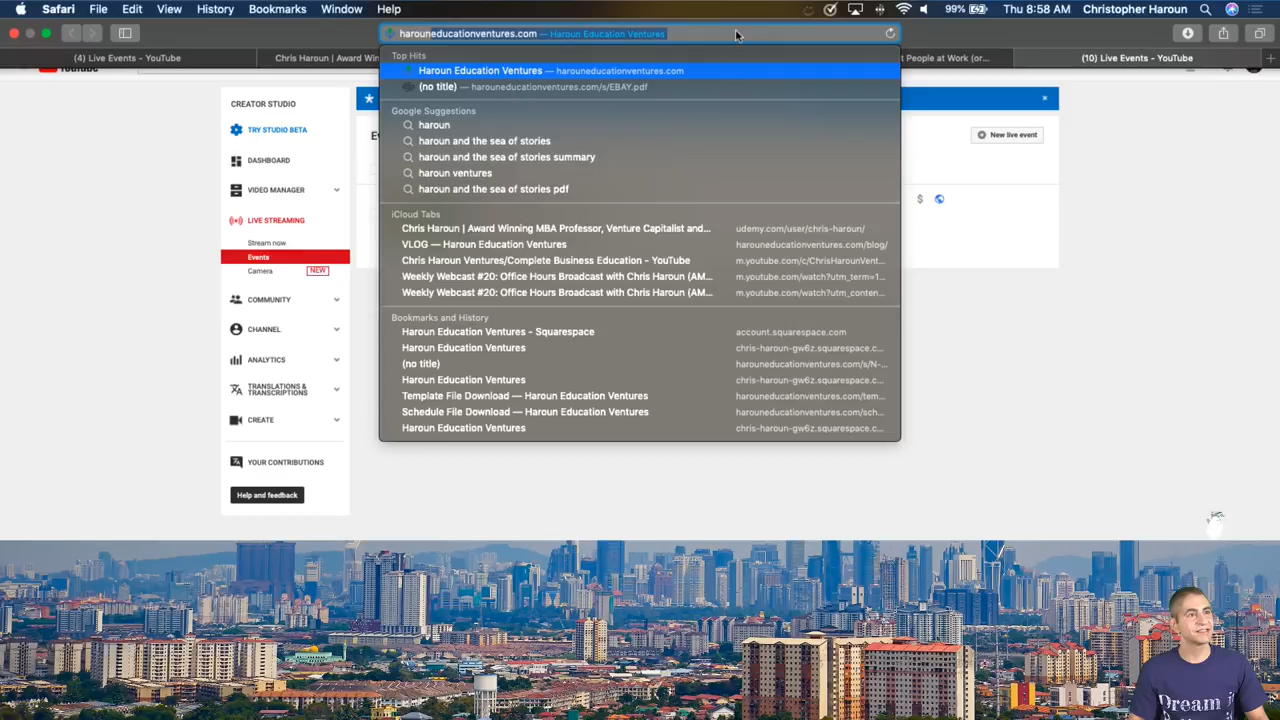 Safari File Edit View History Bookmarks Window Help 99% Thu 8:58 AM Christopher Haroun
harouneducationventures.com — Haroun Education Ventures
(4) Live Events - YouTube
Chris Haroun | Award Win
t People at Work (or...
(10) Live Events - YouTube
Top Hits
Haroun Education Ventures — harouneducationventures.com
(no title) — harouneducationventures.com/s/EBAY.pdf
Google Suggestions
haroun
haroun and the sea of stories
haroun and the sea of stories summary
haroun ventures
haroun and the sea of stories pdf
iCloud Tabs
Chris Haroun | Award Winning MBA Professor, Venture Capitalist and... udemy.com/user/chris-haroun/
VLOG — Haroun Education Ventures harouneducationventures.com/blog/
Chris Haroun Ventures/Complete Business Education - YouTube m.youtube.com/c/ChrisHarounVent...
Weekly Webcast #20: Office Hours Broadcast with Chris Haroun (AM... m.youtube.com/watch?utm_term=1...
Weekly Webcast #20: Office Hours Broadcast with Chris Haroun (AM... m.youtube.com/watch?utm_conten...
Bookmarks and History
Haroun Education Ventures - Squarespace account.squarespace.com
Haroun Education Ventures chris-haroun-gw6z.squarespace.c...
(no title) harouneducationventures.com/s/N-...
Haroun Education Ventures chris-haroun-gw6z.squarespace.c...
Template File Download — Haroun Education Ventures harouneducationventures.com/tem...
Schedule File Download — Haroun Education Ventures harouneducationventures.com/sch...
Haroun Education Ventures chris-haroun-gw6z.squarespace.c...
CREATOR STUDIO
TRY STUDIO BETA
DASHBOARD
VIDEO MANAGER
LIVE STREAMING
Stream now
Events
Camera NEW
COMMUNITY
CHANNEL
ANALYTICS
TRANSLATIONS &
TRANSCRIPTIONS
CREATE
YOUR CONTRIBUTIONS
Help and feedback
New live event
$
Dream i